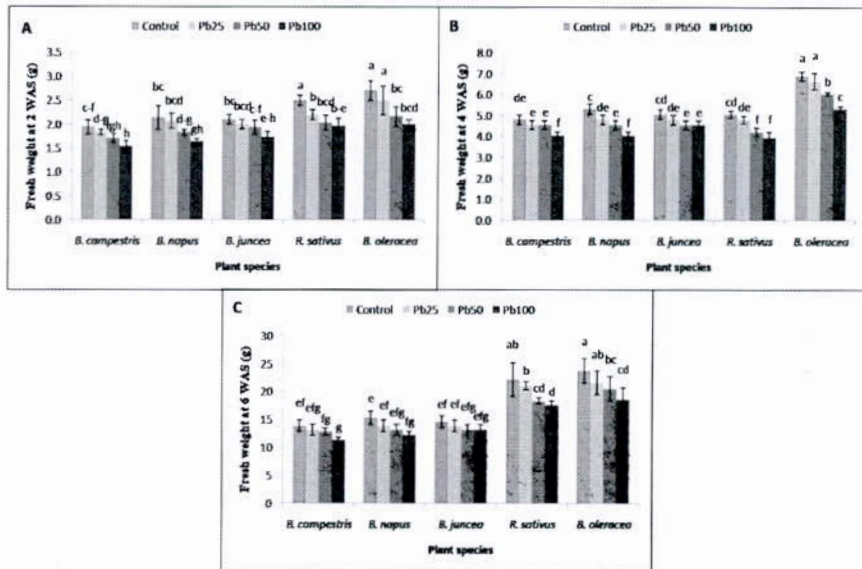 A
Control Pb25 Pb50 Pb100
Fresh weight at 2 WAS (g)
3.5
3.0
2.5
2.0
1.5
1.0
0.5
0.0
c-f d-g fgh h
bc bcd d-g gh
bc bcd c-f e-h
a b bcd b-e
a a bc bcd
B. campestris B. napus B. juncea R. sativus B. oleracea
Plant species
B
Control Pb25 Pb50 Pb100
Fresh weight at 4 WAS (g)
8.0
7.0
6.0
5.0
4.0
3.0
2.0
1.0
0.0
de e e f
c de e f
cd de e e
cd de f f
a a b c
B. campestris B. napus B. juncea R. sativus B. oleracea
Plant species
C
Control Pb25 Pb50 Pb100
Fresh weight at 6 WAS (g)
30
25
20
15
10
5
0
ef efg fg g
e ef efg fg
ef ef efg efg
ab b cd d
a ab bc cd
B. campestris B. napus B. juncea R. sativus B. oleracea
Plant species